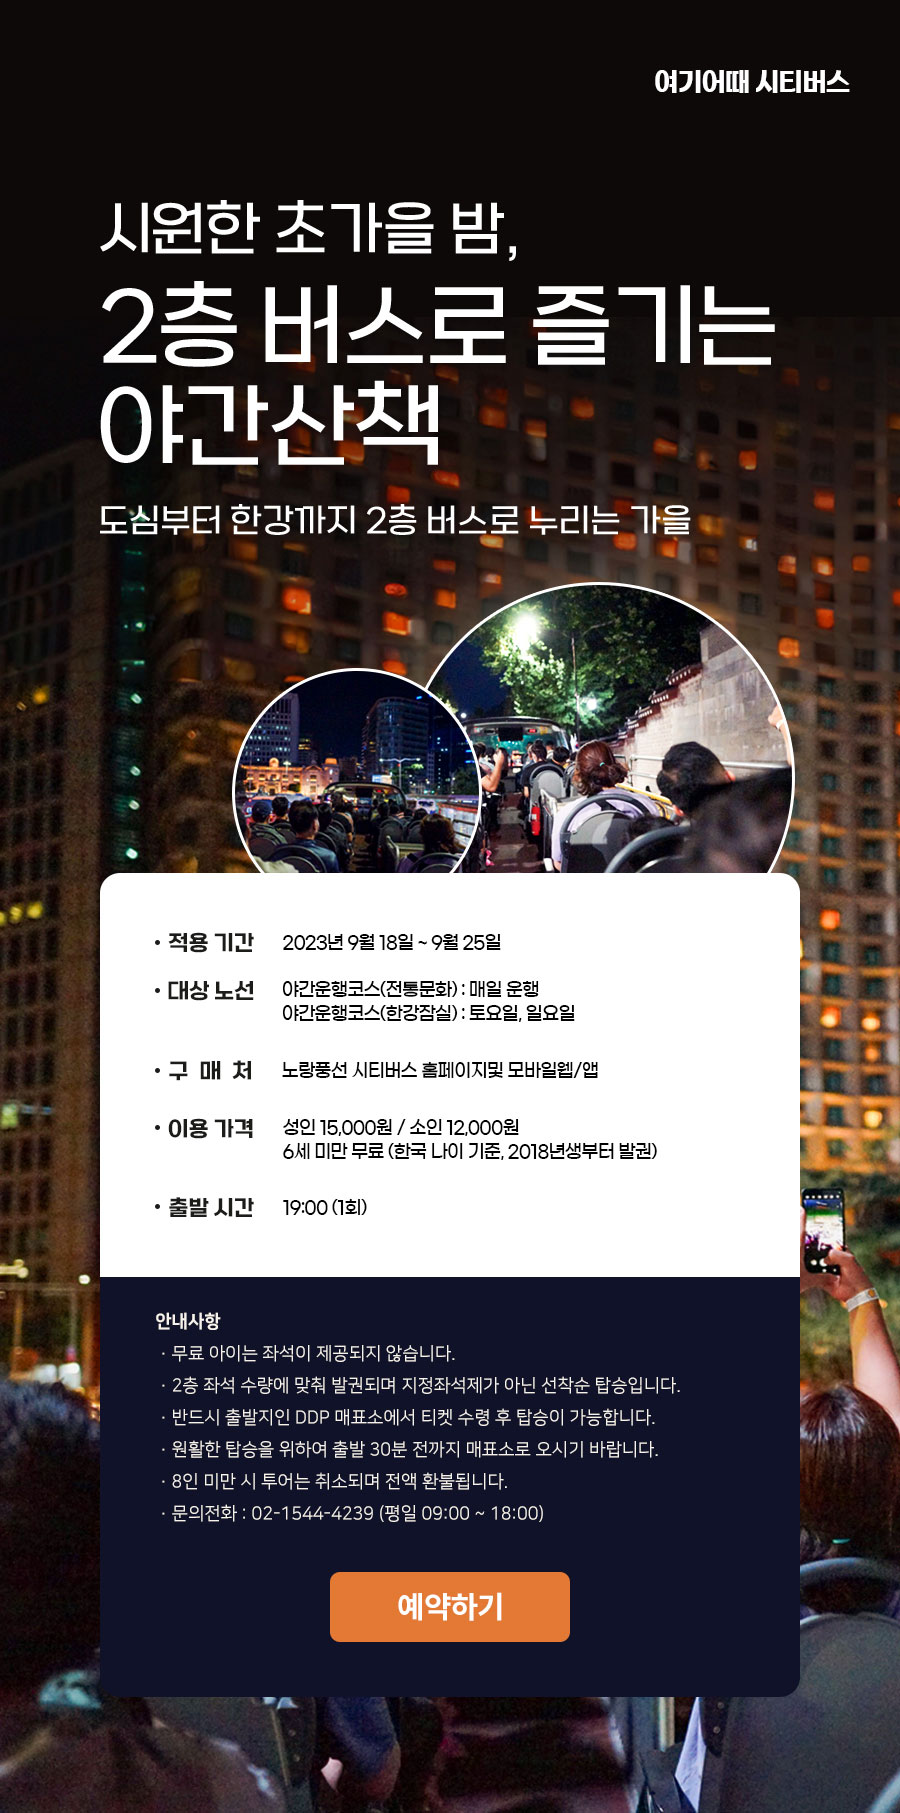 여기어때 시티버스
시원한 초가을 밤,
2층 버스로 즐기는
야간산책
도심부터 한강까지 2층 버스로 누리는 가을
• 적용 기간 2023년 9월 18일 ~ 9월 25일
• 대상 노선 야간운행코스(전통문화) : 매일 운행
야간운행코스(한강잠실) : 토요일, 일요일
• 구 매 처 노랑풍선 시티버스 홈페이지및 모바일웹/앱
• 이용 가격 성인 15,000원 / 소인 12,000원
6세 미만 무료 (한국 나이 기준, 2018년생부터 발권)
• 출발 시간 19:00 (1회)
안내사항
· 무료 아이는 좌석이 제공되지 않습니다.
· 2층 좌석 수량에 맞춰 발권되며 지정좌석제가 아닌 선착순 탑승입니다.
· 반드시 출발지인 DDP 매표소에서 티켓 수령 후 탑승이 가능합니다.
· 원활한 탑승을 위하여 출발 30분 전까지 매표소로 오시기 바랍니다.
· 8인 미만 시 투어는 취소되며 전액 환불됩니다.
· 문의전화 : 02-1544-4239 (평일 09:00 ~ 18:00)
예약하기